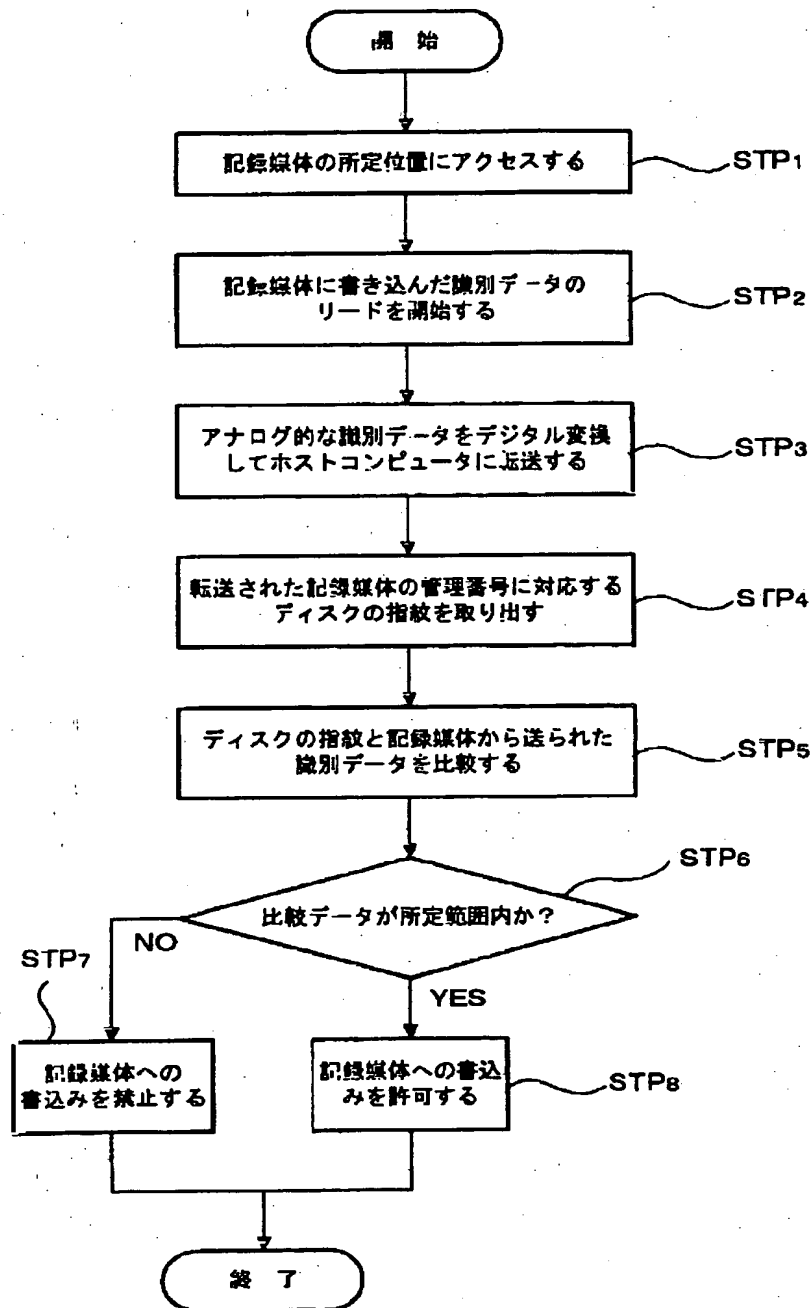 開 始
記録媒体の所定位置にアクセスする
STP1
記録媒体に書き込んだ識別データの
リードを開始する
STP2
アナログ的な識別データをデジタル変換
してホストコンピュータに転送する
STP3
転送された記録媒体の管理番号に対応する
ディスクの指紋を取り出す
STP4
ディスクの指紋と記録媒体から送られた
識別データを比較する
STP5
STP6
比較データが所定範囲内か?
NO
YES
STP7
記録媒体への
書込みを禁止する
記録媒体への書込
みを許可する
STP8
終 了